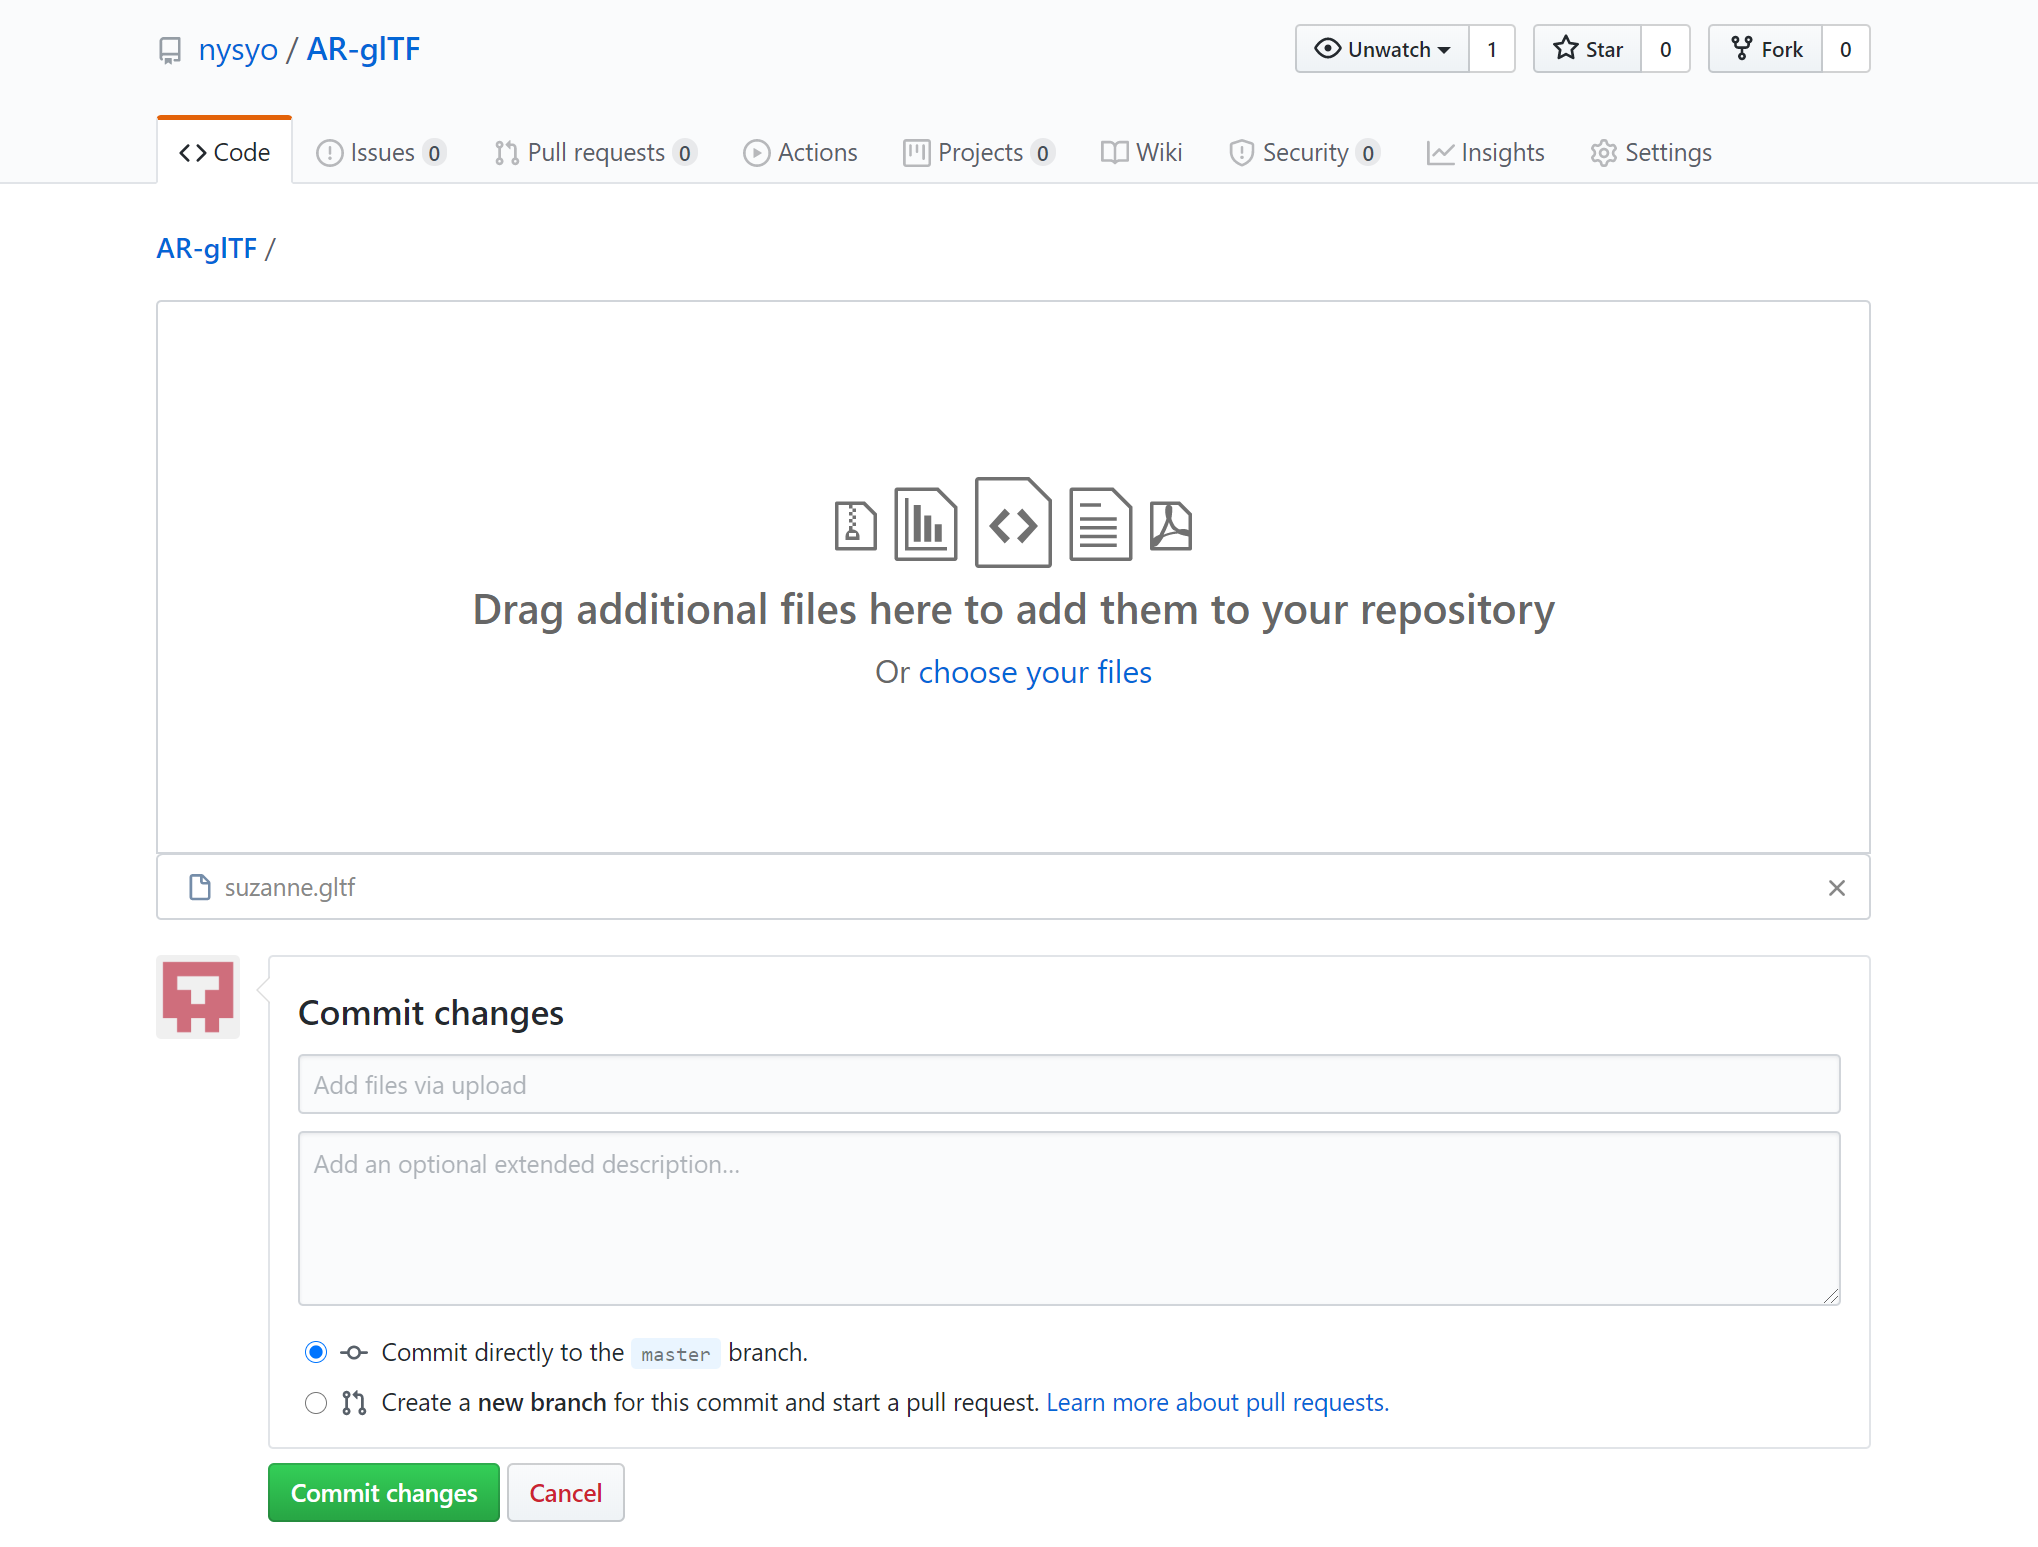 nysyo / AR-glTF
Unwatch 1 Star 0 Fork 0
Code Issues 0 Pull requests 0 Actions Projects 0 Wiki Security 0 Insights Settings
AR-glTF /
Drag additional files here to add them to your repository
Or choose your files
suzanne.gltf
Commit changes
Add files via upload
Add an optional extended description...
Commit directly to the master branch.
Create a new branch for this commit and start a pull request. Learn more about pull requests.
Commit changes Cancel